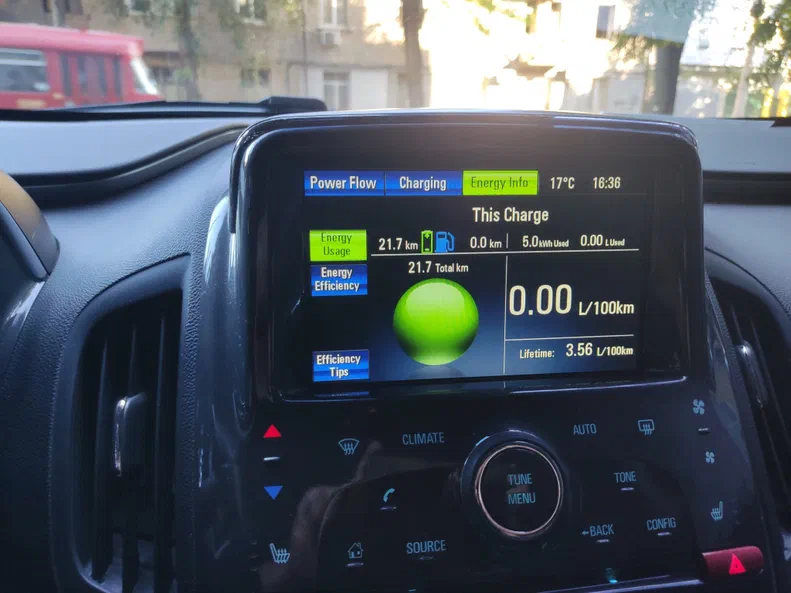 Power Flow Charging Energy Info 17°C 16:36
This Charge
Energy Usage
21.7 km 0.0 km 5.0 kWh Used 0.00 L Used
Energy Efficiency
21.7 Total km
0.00 L/100km
Lifetime: 3.56 L/100km
Efficiency Tips
CLIMATE AUTO
TUNE
MENU
TONE
SOURCE
←BACK
CONFIG